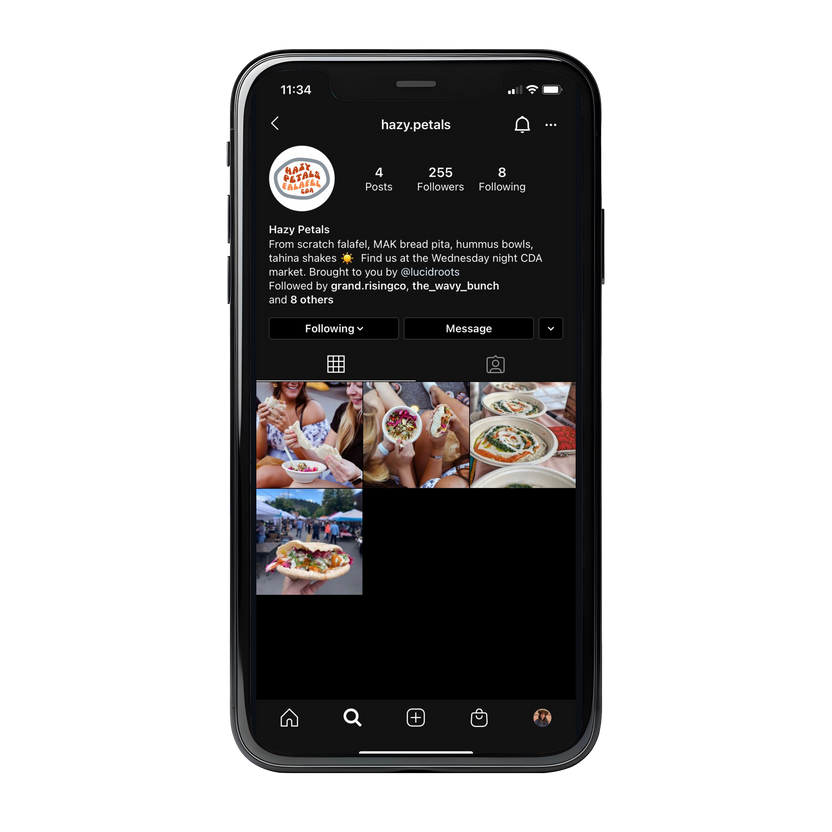 11:34
hazy.petals
HAZY
PETALS
FALAFEL
CDA
4
Posts
255
Followers
8
Following
Hazy Petals
From scratch falafel, MAK bread pita, hummus bowls,
tahina shakes ☀️ Find us at the Wednesday night CDA
market. Brought to you by @lucidroots
Followed by grand.risingco, the_wavy_bunch
and 8 others
Following
Message